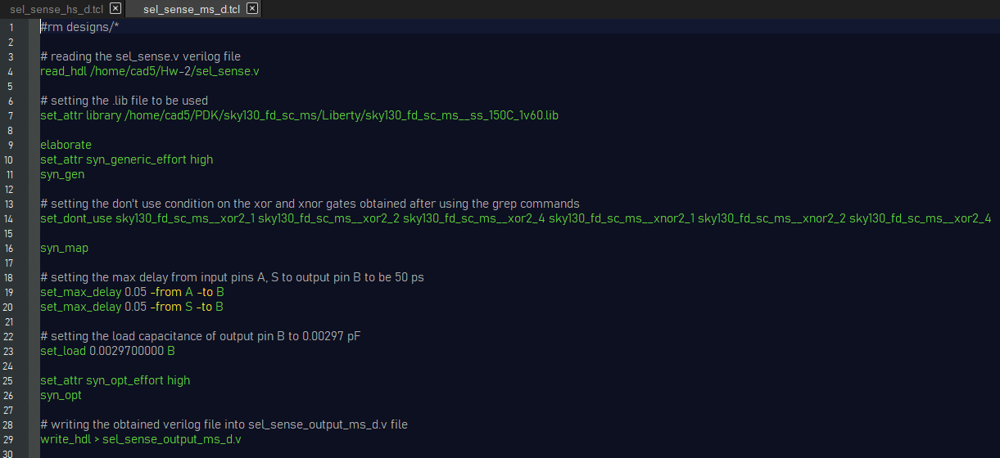 sel_sense_hs_d.tcl sel_sense_ms_d.tcl
1 #rm designs/*
2
3 # reading the sel_sense.v verilog file
4 read_hdl /home/cad5/Hw-2/sel_sense.v
5
6 # setting the .lib file to be used
7 set_attr library /home/cad5/PDK/sky130_fd_sc_ms/Liberty/sky130_fd_sc_ms__ss_150C_1v60.lib
8
9 elaborate
10 set_attr syn_generic_effort high
11 syn_gen
12
13 # setting the don't use condition on the xor and xnor gates obtained after using the grep commands
14 set_dont_use sky130_fd_sc_ms__xor2_1 sky130_fd_sc_ms__xor2_2 sky130_fd_sc_ms__xor2_4 sky130_fd_sc_ms__xnor2_1 sky130_fd_sc_ms__xnor2_2 sky130_fd_sc_ms__xor2_4
15
16 syn_map
17
18 # setting the max delay from input pins A, S to output pin B to be 50 ps
19 set_max_delay 0.05 -from A -to B
20 set_max_delay 0.05 -from S -to B
21
22 # setting the load capacitance of output pin B to 0.00297 pF
23 set_load 0.0029700000 B
24
25 set_attr syn_opt_effort high
26 syn_opt
27
28 # writing the obtained verilog file into sel_sense_output_ms_d.v file
29 write_hdl > sel_sense_output_ms_d.v
30